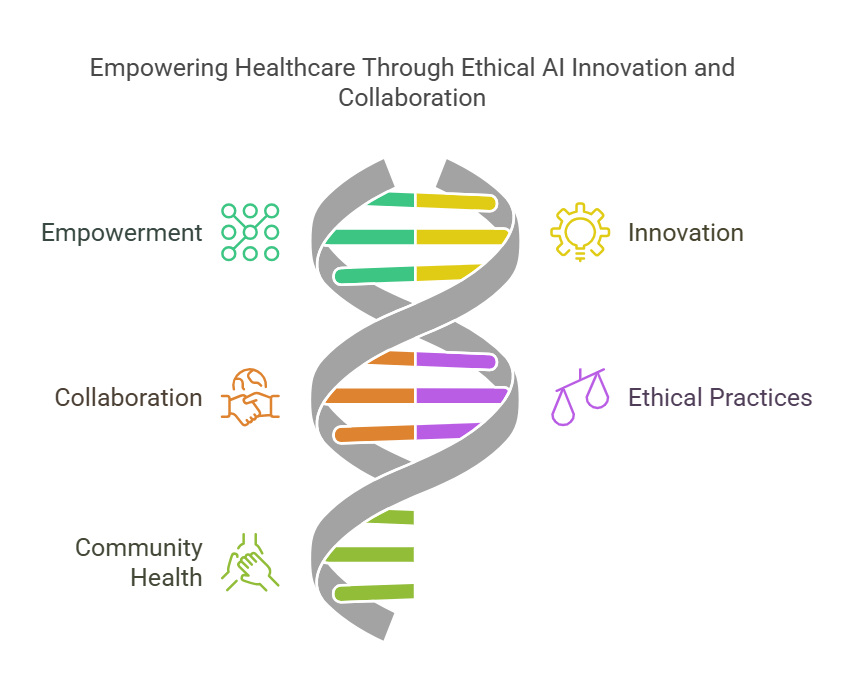 Empowering Healthcare Through Ethical AI Innovation and
Collaboration
Empowerment
Innovation
Collaboration
Ethical Practices
Community
Health